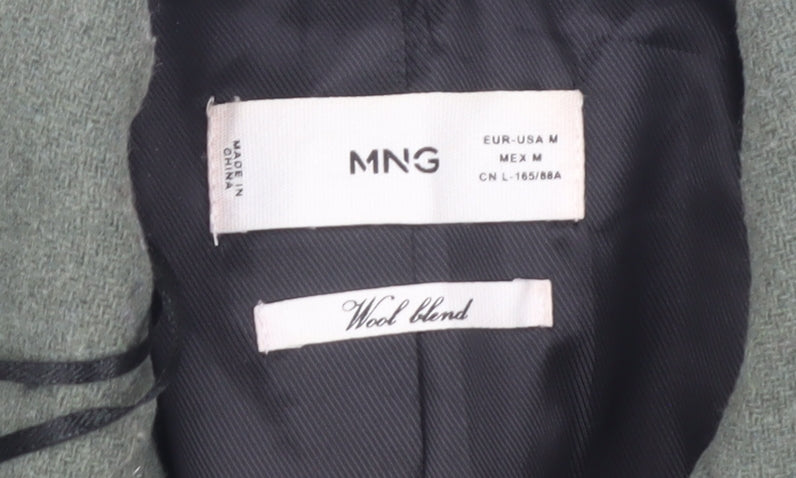 MADE IN
CHINA
MNG
EUR-USA M
MEX M
CN L-165/88A
Wool blend